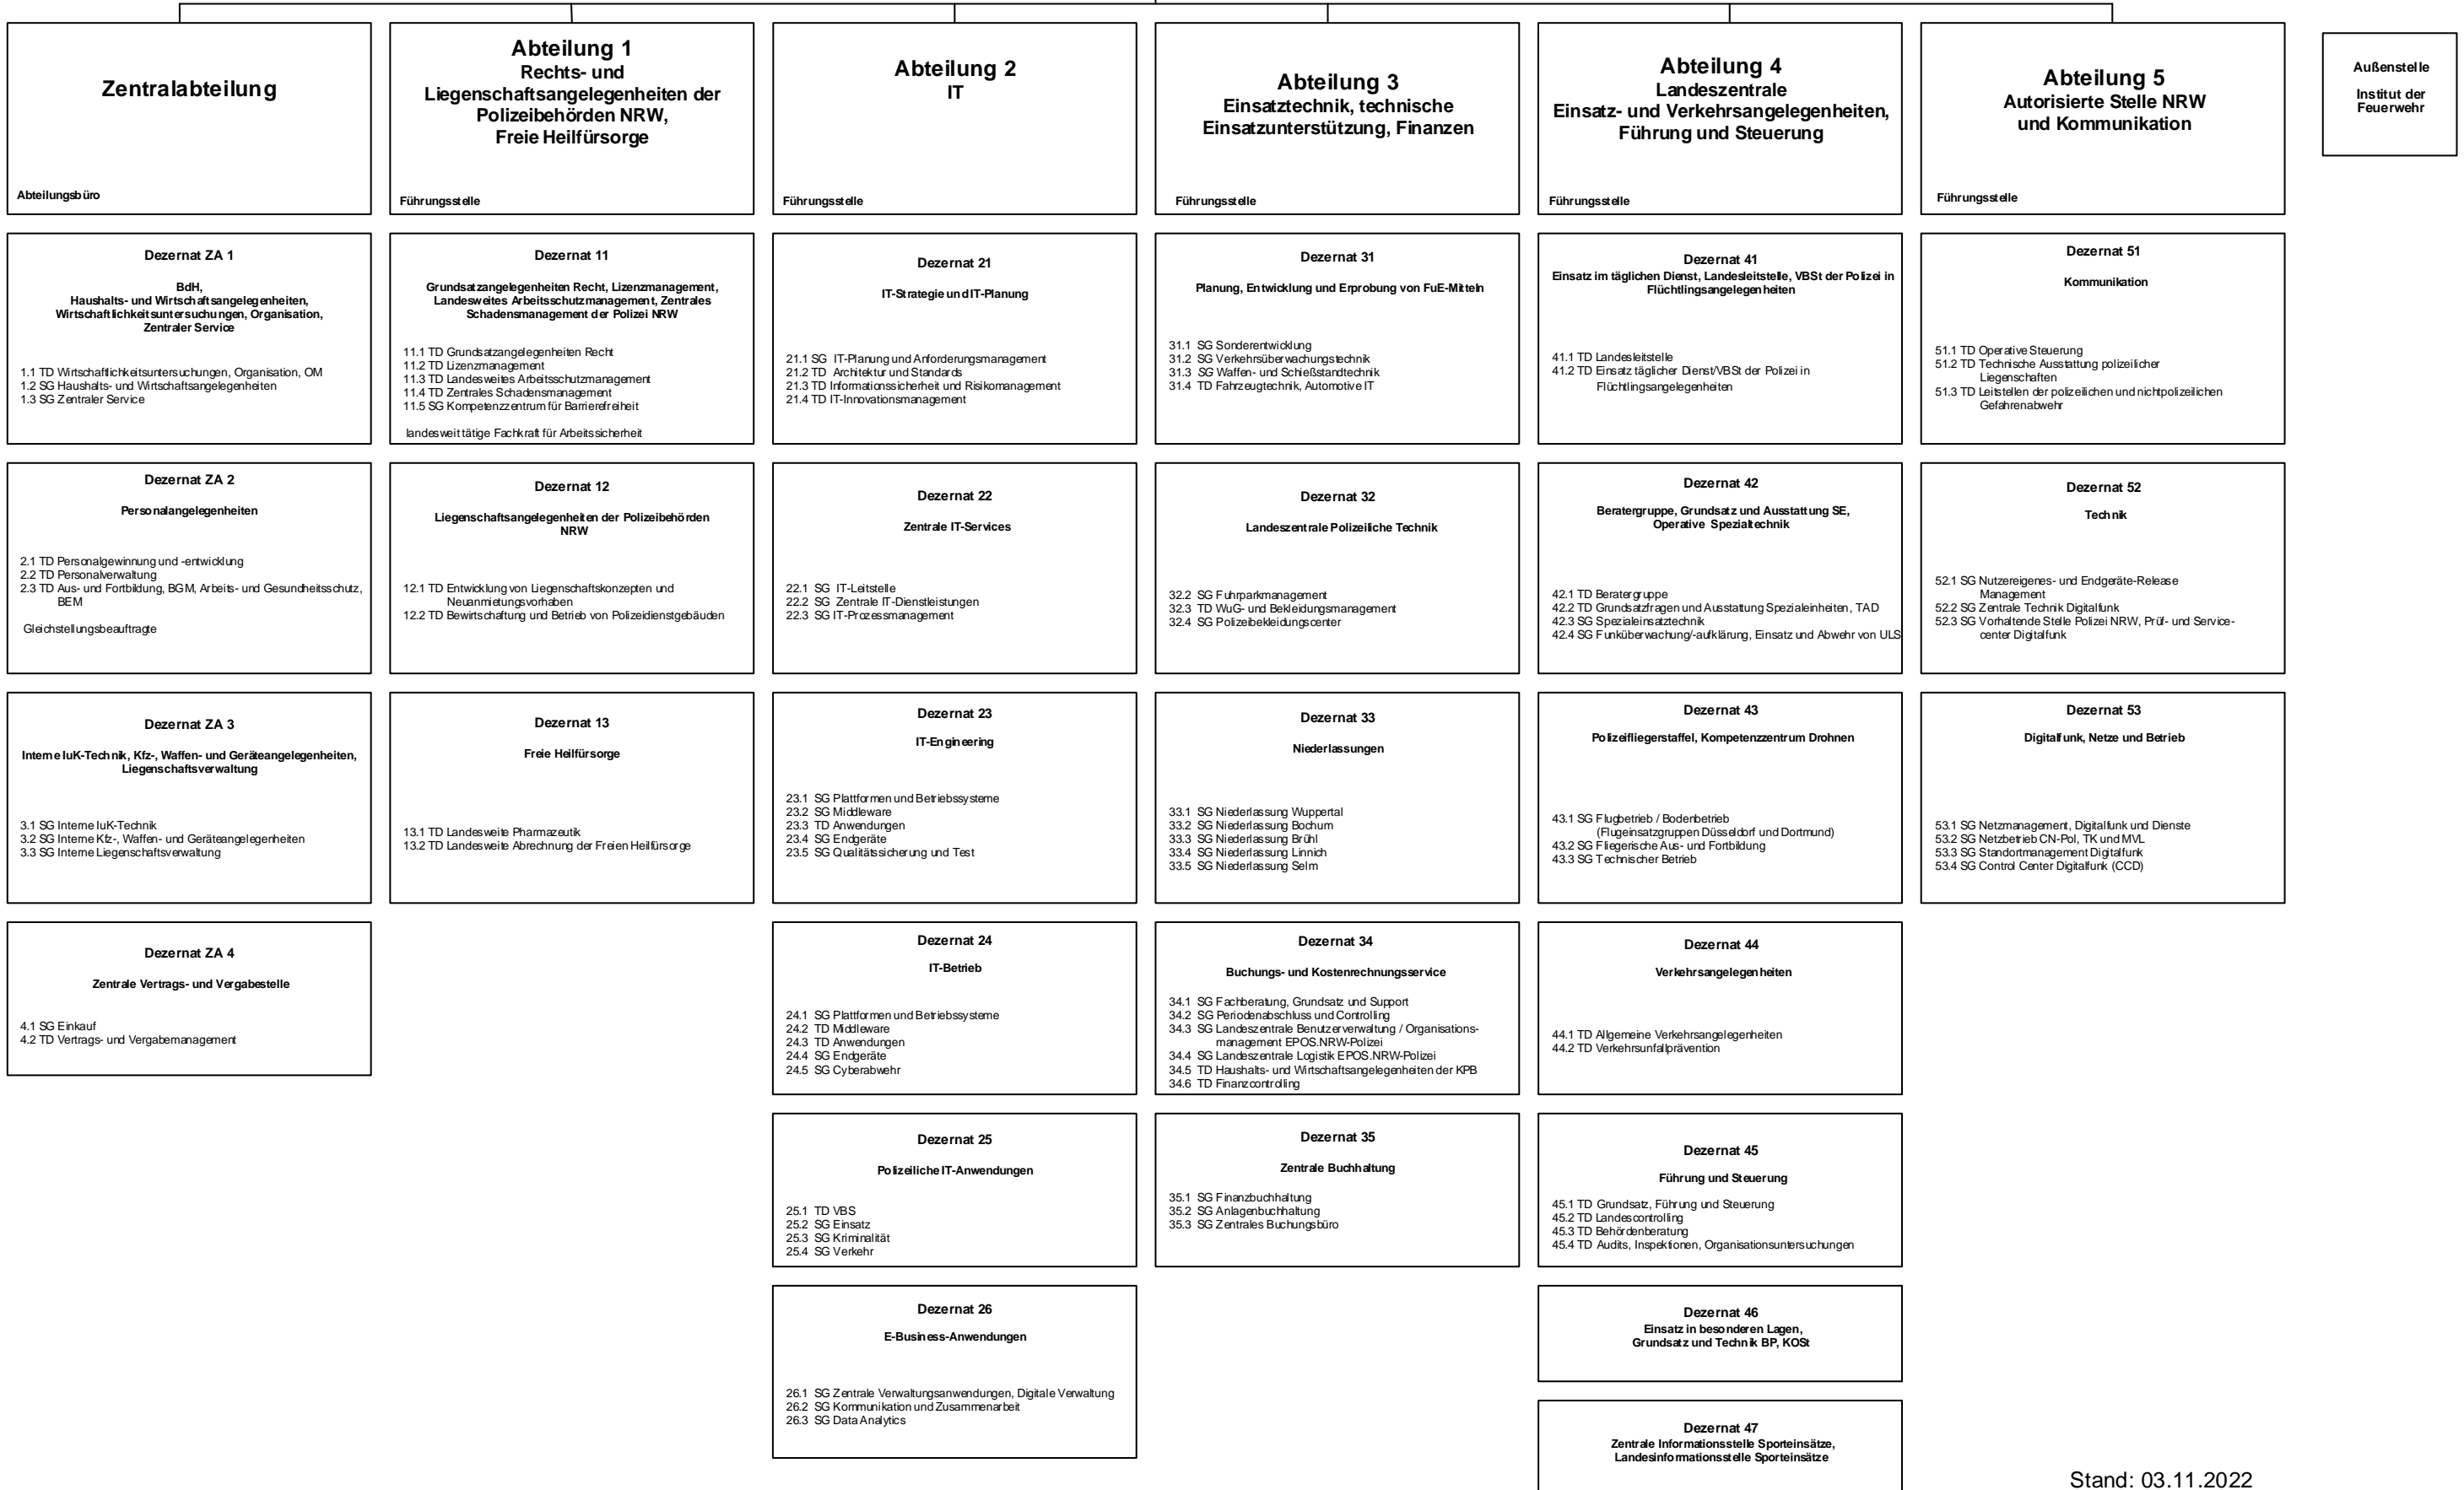 Zentralabteilung
Abteilungsbüro
Abteilung 1
Rechts- und
Liegenschaftsangelegenheiten der
Polizeibehörden NRW,
Freie Heilfürsorge
Führungsstelle
Abteilung 2
IT
Führungsstelle
Abteilung 3
Einsatztechnik, technische
Einsatzunterstützung, Finanzen
Führungsstelle
Abteilung 4
Landeszentrale
Einsatz- und Verkehrsangelegenheiten,
Führung und Steuerung
Führungsstelle
Abteilung 5
Autorisierte Stelle NRW
und Kommunikation
Führungsstelle
Außenstelle
Institut der
Feuerwehr
Dezernat ZA 1
BdH,
Haushalts- und Wirtschaftsangelegenheiten,
Wirtschaftlichkeitsuntersuchungen, Organisation,
Zentraler Service
1.1 TD Wirtschaftlichkeitsuntersuchungen, Organisation, OM
1.2 SG Haushalts- und Wirtschaftsangelegenheiten
1.3 SG Zentraler Service
Dezernat 11
Grundsatzangelegenheiten Recht, Lizenzmanagement,
Landesweites Arbeitsschutzmanagement, Zentrales
Schadensmanagement der Polizei NRW
11.1 TD Grundsatzangelegenheiten Recht
11.2 TD Lizenzmanagement
11.3 TD Landesweites Arbeitsschutzmanagement
11.4 TD Zentrales Schadensmanagement
11.5 SG Kompetenzzentrum für Barrierefreiheit
landesweit tätige Fachkraft für Arbeitssicherheit
Dezernat 21
IT-Strategie und IT-Planung
21.1 SG IT-Planung und Anforderungsmanagement
21.2 TD Architektur und Standards
21.3 TD Informationssicherheit und Risikomanagement
21.4 TD IT-Innovationsmanagement
Dezernat 31
Planung, Entwicklung und Erprobung von FuE-Mitteln
31.1 SG Sonderentwicklung
31.2 SG Verkehrsüberwachungstechnik
31.3 SG Waffen- und Schießstandtechnik
31.4 TD Fahrzeugtechnik, Automotive IT
Dezernat 41
Einsatz im täglichen Dienst, Landesleitstelle, VBSt der Polizei in
Flüchtlingsangelegenheiten
41.1 TD Landesleitstelle
41.2 TD Einsatz täglicher Dienst/VBSt der Polizei in
Flüchtlingsangelegenheiten
Dezernat 51
Kommunikation
51.1 TD Operative Steuerung
51.2 TD Technische Ausstattung polizeilicher
Liegenschaften
51.3 TD Leitstellen der polizeilichen und nichtpolizeilichen
Gefahrenabwehr
Dezernat ZA 2
Personalangelegenheiten
2.1 TD Personalgewinnung und -entwicklung
2.2 TD Personalverwaltung
2.3 TD Aus- und Fortbildung, BGM, Arbeits- und Gesundheitsschutz,
BEM
Gleichstellungsbeauftragte
Dezernat 12
Liegenschaftsangelegenheiten der Polizeibehörden
NRW
12.1 TD Entwicklung von Liegenschaftskonzepten und
Neuanmietungsvorhaben
12.2 TD Bewirtschaftung und Betrieb von Polizeidienstgebäuden
Dezernat 22
Zentrale IT-Services
22.1 SG IT-Leitstelle
22.2 SG Zentrale IT-Dienstleistungen
22.3 SG IT-Prozessmanagement
Dezernat 32
Landeszentrale Polizeiliche Technik
32.2 SG Fuhrparkmanagement
32.3 TD WuG- und Bekleidungsmanagement
32.4 SG Polizeibekleidungscenter
Dezernat 42
Beratergruppe, Grundsatz und Ausstattung SE,
Operative Spezialtechnik
42.1 TD Beratergruppe
42.2 TD Grundsatzfragen und Ausstattung Spezialeinheiten, TAD
42.3 SG Spezialeinsatztechnik
42.4 SG Funküberwachung/-aufklärung, Einsatz und Abwehr von ULS
Dezernat 52
Technik
52.1 SG Nutzereigenes- und Endgeräte-Release
Management
52.2 SG Zentrale Technik Digitalfunk
52.3 SG Vorhaltende Stelle Polizei NRW, Prüf- und Service-
center Digitalfunk
Dezernat ZA 3
Interne IuK-Technik, Kfz-, Waffen- und Geräteangelegenheiten,
Liegenschaftsverwaltung
3.1 SG Interne IuK-Technik
3.2 SG Interne Kfz-, Waffen- und Geräteangelegenheiten
3.3 SG Interne Liegenschaftsverwaltung
Dezernat 13
Freie Heilfürsorge
13.1 TD Landesweite Pharmazeutik
13.2 TD Landesweite Abrechnung der Freien Heilfürsorge
Dezernat 23
IT-Engineering
23.1 SG Plattformen und Betriebssysteme
23.2 SG Middleware
23.3 TD Anwendungen
23.4 SG Endgeräte
23.5 SG Qualitätssicherung und Test
Dezernat 33
Niederlassungen
33.1 SG Niederlassung Wuppertal
33.2 SG Niederlassung Bochum
33.3 SG Niederlassung Brühl
33.4 SG Niederlassung Linnich
33.5 SG Niederlassung Selm
Dezernat 43
Polizeifliegerstaffel, Kompetenzzentrum Drohnen
43.1 SG Flugbetrieb / Bodenbetrieb
(Flugeinsatzgruppen Düsseldorf und Dortmund)
43.2 SG Fliegerische Aus- und Fortbildung
43.3 SG Technischer Betrieb
Dezernat 53
Digitalfunk, Netze und Betrieb
53.1 SG Netzmanagement, Digitalfunk und Dienste
53.2 SG Netzbetrieb CN-Pol, TK und MVL
53.3 SG Standortmanagement Digitalfunk
53.4 SG Control Center Digitalfunk (CCD)
Dezernat ZA 4
Zentrale Vertrags- und Vergabestelle
4.1 SG Einkauf
4.2 TD Vertrags- und Vergabemanagement
Dezernat 24
IT-Betrieb
24.1 SG Plattformen und Betriebssysteme
24.2 TD Middleware
24.3 TD Anwendungen
24.4 SG Endgeräte
24.5 SG Cyberabwehr
Dezernat 34
Buchungs- und Kostenrechnungsservice
34.1 SG Fachberatung, Grundsatz und Support
34.2 SG Periodenabschluss und Controlling
34.3 SG Landeszentrale Benutzerverwaltung / Organisations-
management EPOS.NRW-Polizei
34.4 SG Landeszentrale Logistik EPOS.NRW-Polizei
34.5 TD Haushalts- und Wirtschaftsangelegenheiten der KPB
34.6 TD Finanzcontrolling
Dezernat 44
Verkehrsangelegenheiten
44.1 TD Allgemeine Verkehrsangelegenheiten
44.2 TD Verkehrsunfallprävention
Dezernat 25
Polizeiliche IT-Anwendungen
25.1 TD VBS
25.2 SG Einsatz
25.3 SG Kriminalität
25.4 SG Verkehr
Dezernat 35
Zentrale Buchhaltung
35.1 SG Finanzbuchhaltung
35.2 SG Anlagenbuchhaltung
35.3 SG Zentrales Buchungsbüro
Dezernat 45
Führung und Steuerung
45.1 TD Grundsatz, Führung und Steuerung
45.2 TD Landescontrolling
45.3 TD Behördenberatung
45.4 TD Audits, Inspektionen, Organisationsuntersuchungen
Dezernat 26
E-Business-Anwendungen
26.1 SG Zentrale Verwaltungsanwendungen, Digitale Verwaltung
26.2 SG Kommunikation und Zusammenarbeit
26.3 SG Data Analytics
Dezernat 46
Einsatz in besonderen Lagen,
Grundsatz und Technik BP, KOSt
Dezernat 47
Zentrale Informationsstelle Sporteinsätze,
Landesinformationsstelle Sporteinsätze
Stand: 03.11.2022